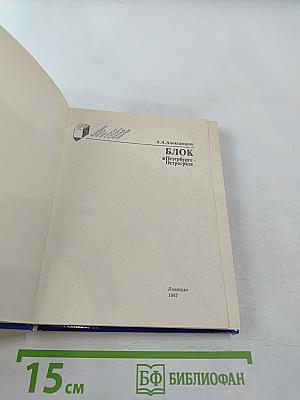 А.А.Александров
БЛОК
в Петербурге-
Петрограде
Лениздат
1987
15 см
БФ БИБЛИОФАН